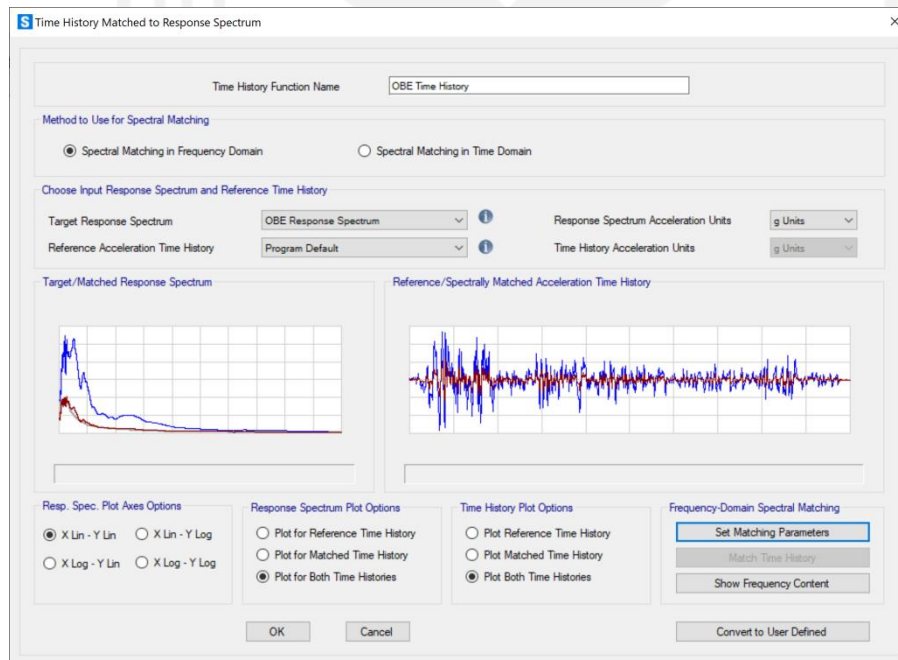 S Time History Matched to Response Spectrum ×
Time History Function Name OBE Time History
Method to Use for Spectral Matching
Spectral Matching in Frequency Domain Spectral Matching in Time Domain
Choose Input Response Spectrum and Reference Time History
Target Response Spectrum OBE Response Spectrum i Response Spectrum Acceleration Units g Units
Reference Acceleration Time History Program Default i Time History Acceleration Units g Units
Target/Matched Response Spectrum Reference/Spectrally Matched Acceleration Time History
Resp. Spec. Plot Axes Options Response Spectrum Plot Options Time History Plot Options Frequency-Domain Spectral Matching
X Lin - Y Lin X Lin - Y Log Plot for Reference Time History Plot Reference Time History Set Matching Parameters
Plot for Matched Time History Plot Matched Time History Match Time History
X Log - Y Lin X Log - Y Log Plot for Both Time Histories Plot Both Time Histories Show Frequency Content
OK Cancel Convert to User Defined